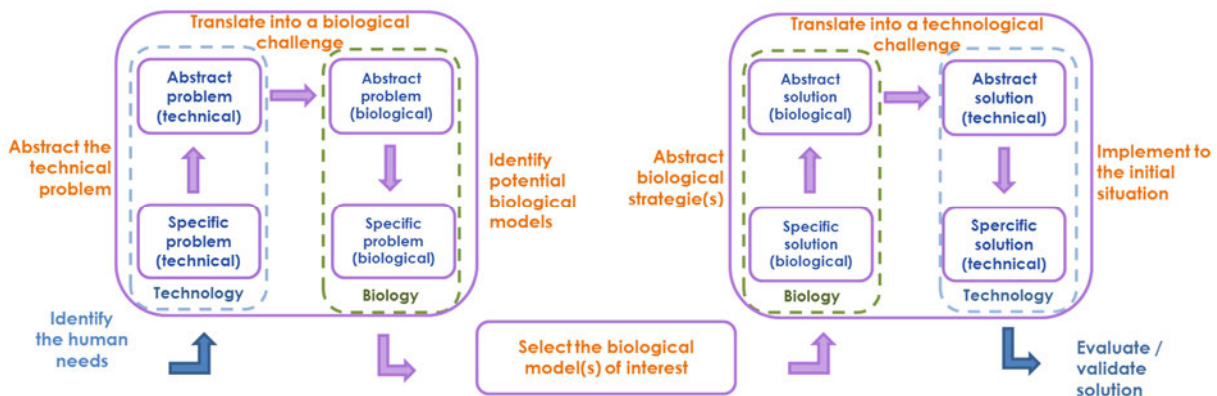 Translate into a biological
challenge
Abstract
problem
(technical)
Abstract
problem
(biological)
Abstract the
technical
problem
Identify
potential
biological
models
Specific
problem
(technical)
Specific
problem
(biological)
Technology
Biology
Identify
the human
needs
Select the biological
model(s) of interest
Translate into a technological
challenge
Abstract
solution
(biological)
Abstract
solution
(technical)
Abstract
biological
strategie(s)
Implement to
the initial
situation
Specific
solution
(biological)
Spercific
solution
(technical)
Biology
Technology
Evaluate /
validate
solution